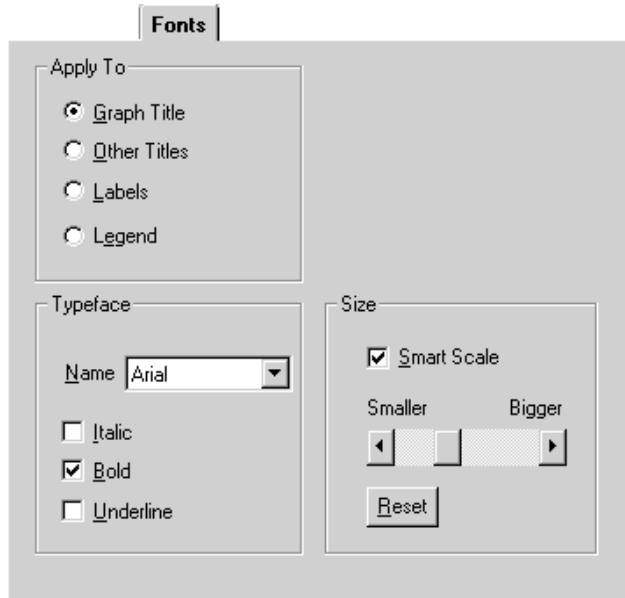 Fonts
Apply To
Graph Title
Other Titles
Labels
Legend
Typeface
Name Arial
Italic
Bold
Underline
Size
Smart Scale
Smaller Bigger
Reset